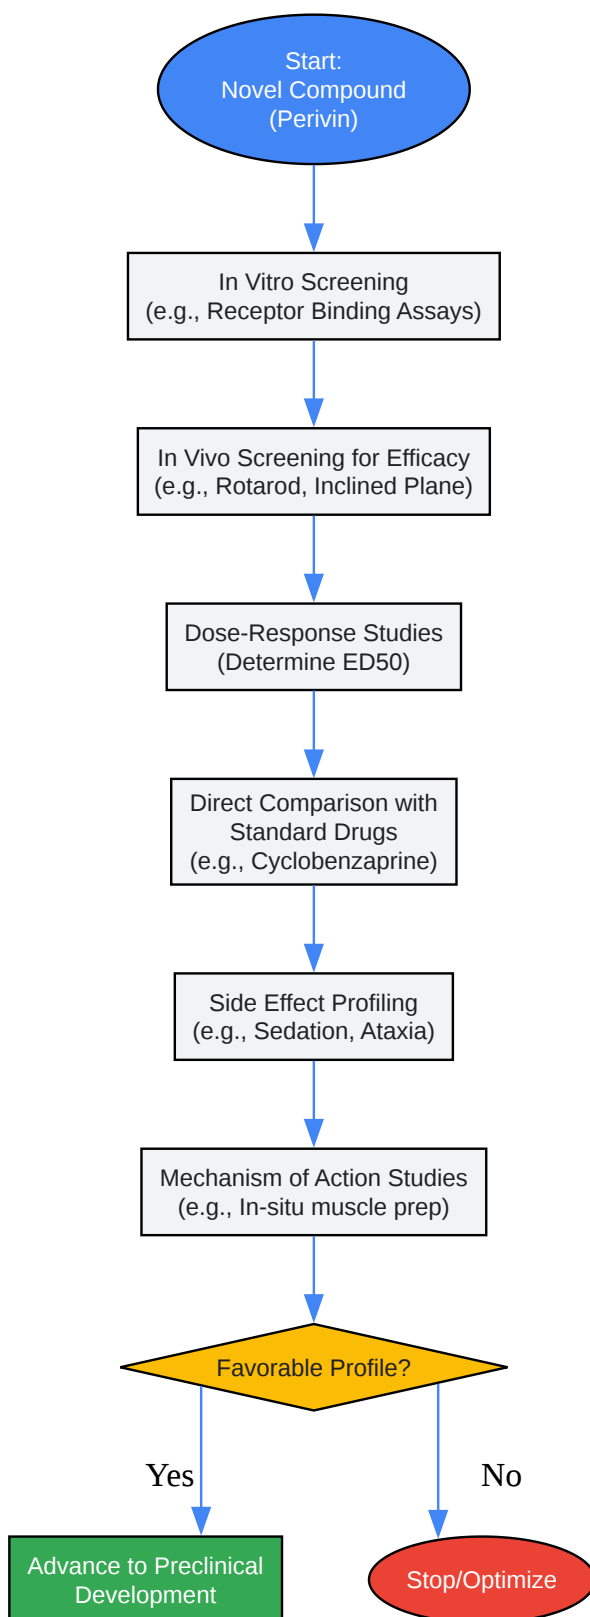 Start:
Novel Compound
(Perivin)
In Vitro Screening
(e.g., Receptor Binding Assays)
In Vivo Screening for Efficacy
(e.g., Rotarod, Inclined Plane)
Dose-Response Studies
(Determine ED50)
Direct Comparison with
Standard Drugs
(e.g., Cyclobenzaprine)
Side Effect Profiling
(e.g., Sedation, Ataxia)
Mechanism of Action Studies
(e.g., In-situ muscle prep)
Favorable Profile?
Yes
No
Advance to Preclinical
Development
Stop/Optimize